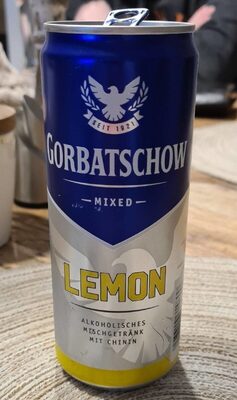 SEIT 1921
GORBATSCHOW
MIXED
LEMON
ALKOHOLISCHES
MISCHGETRÄNK
MIT CHININ